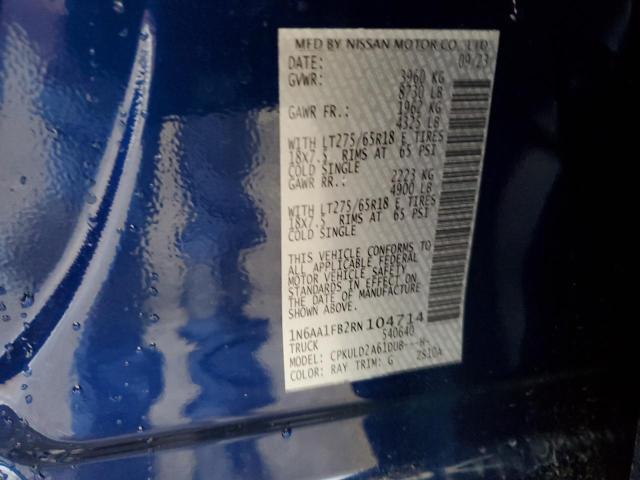 MFD BY NISSAN MOTOR CO., LTD.
DATE: 09/23
GVWR: 3960 KG
8730 LB
GAWR FR.: 1962 KG
4325 LB
WITH LT275/65R18 E TIRES
18x7.5 RIMS AT 65 PSI
COLD SINGLE
GAWR RR.: 2223 KG
4900 LB
WITH LT275/65R18 E TIRES
18x7.5 RIMS AT 65 PSI
COLD SINGLE
THIS VEHICLE CONFORMS TO
ALL APPLICABLE FEDERAL
MOTOR VEHICLE SAFETY
STANDARDS IN EFFECT ON
THE DATE OF MANUFACTURE
1N6AA1FB2RN104714
TRUCK 540640
MODEL: CPKULD2A61DUB---H-
COLOR: RAY TRIM: G ZS10A